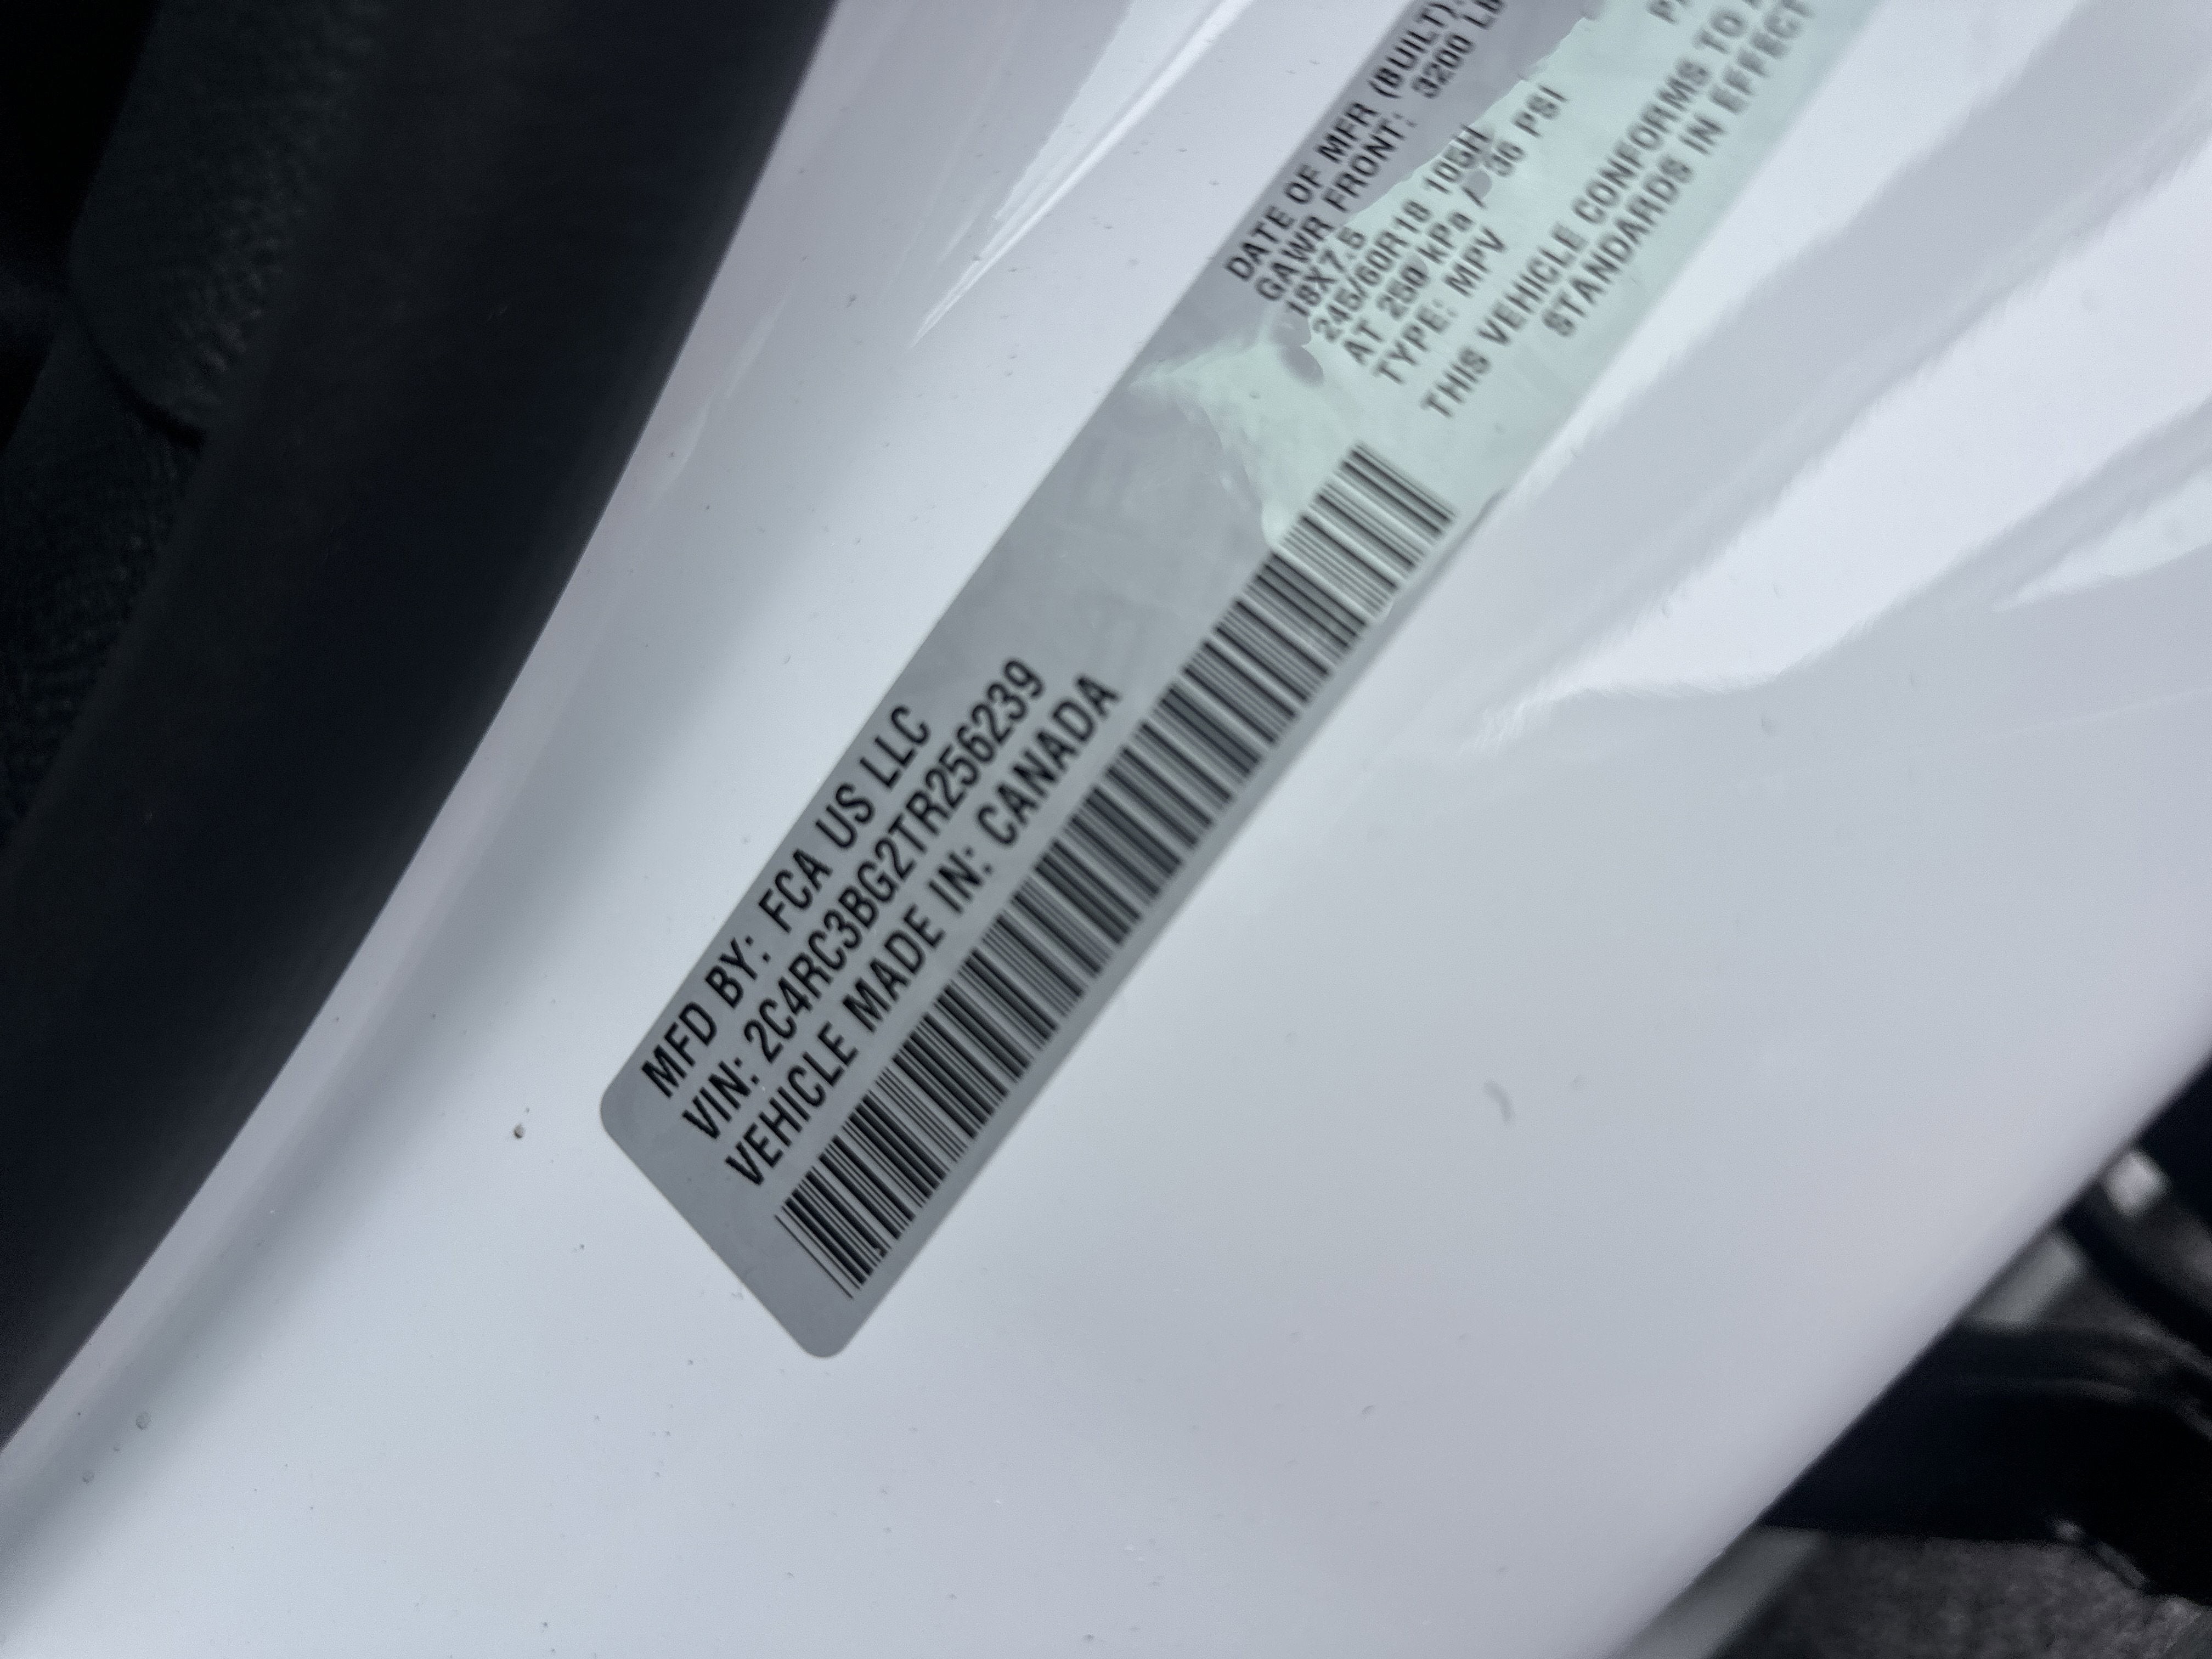 MFD BY: FCA US LLC
VIN: 2C4RC3BG2TR256239
VEHICLE MADE IN: CANADA
DATE OF MFR (BUILT):
GAWR FRONT: 3200
18X7.5
245/60R18 105H
AT 250 kPa / 36 PSI
TYPE: MPV
THIS VEHICLE CONFORMS TO
STANDARDS IN EFFECT